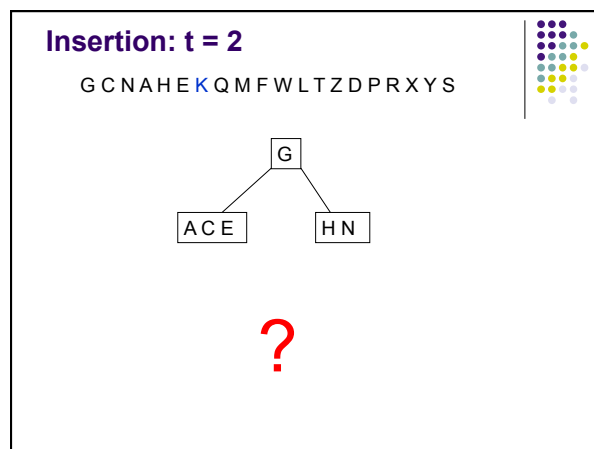 Insertion: t = 2
G C N A H E K Q M F W L T Z D P R X Y S
G
A C E
H N
?